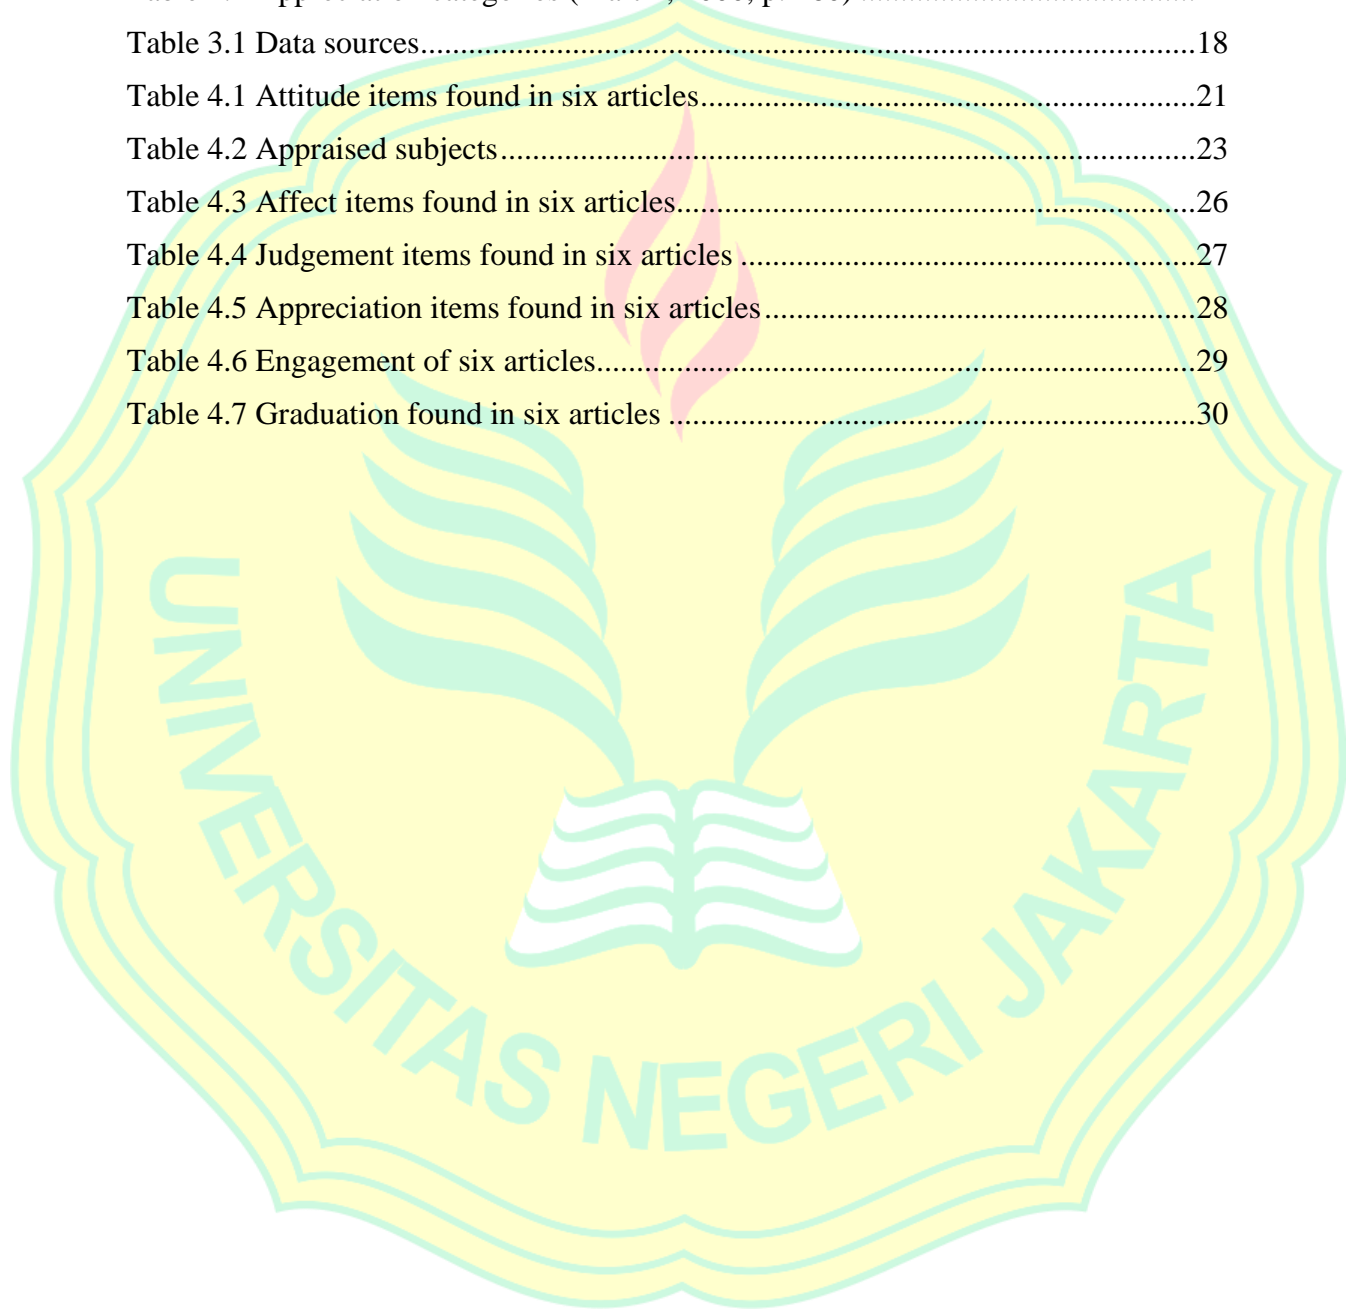 Table 3.1 Data sources............................................................................................18
Table 4.1 Attitude items found in six articles............................................................21
Table 4.2 Appraised subjects....................................................................................23
Table 4.3 Affect items found in six articles...............................................................26
Table 4.4 Judgement items found in six articles .......................................................27
Table 4.5 Appreciation items found in six articles....................................................28
Table 4.6 Engagement of six articles........................................................................29
Table 4.7 Graduation found in six articles ...............................................................30
UNIVERSITAS NEGERI JAKARTA